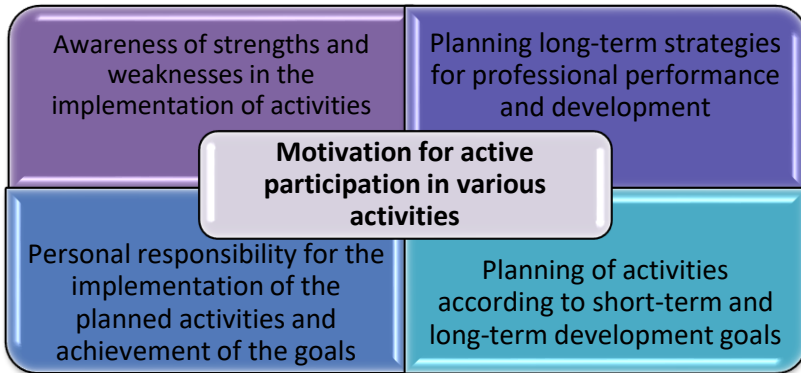 Awareness of strengths and
weaknesses in the
implementation of activities
Planning long-term strategies
for professional performance
and development
Motivation for active
participation in various
activities
Personal responsibility for the
implementation of the
planned activities and
achievement of the goals
Planning of activities
according to short-term and
long-term development goals